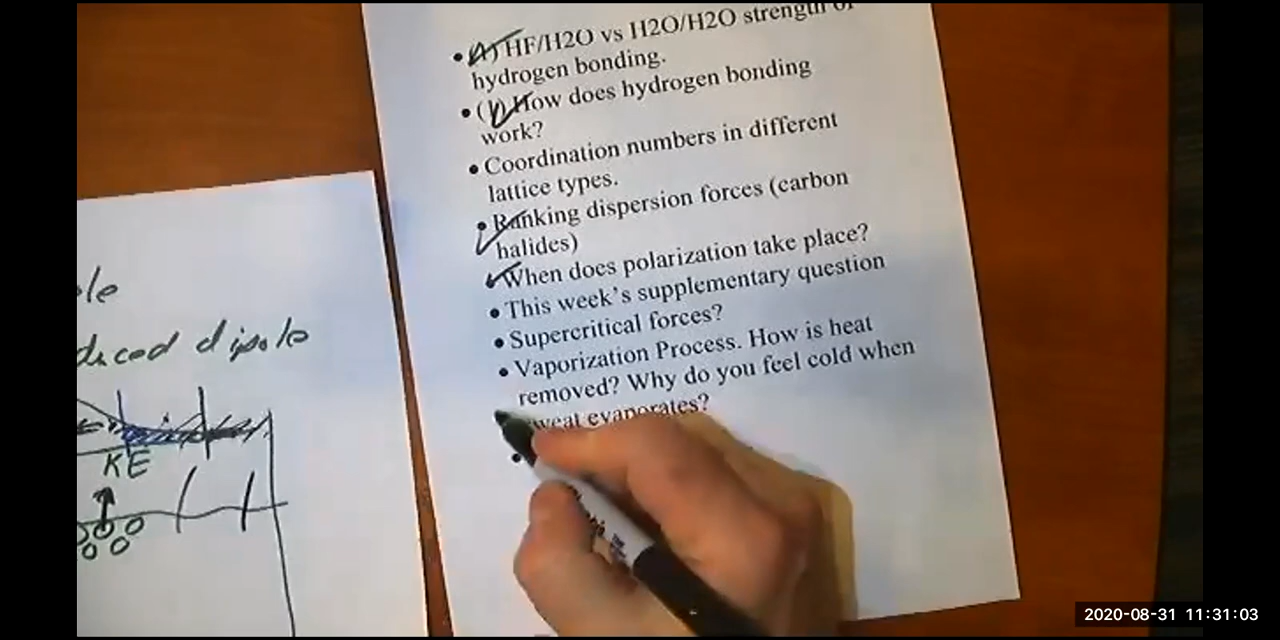 HF/H2O vs H2O/H2O strength of
hydrogen bonding.
How does hydrogen bonding
work?
Coordination numbers in different
lattice types.
Ranking dispersion forces (carbon
halides)
When does polarization take place?
This week's supplementary question
Supercritical forces?
Vaporization Process. How is heat
removed? Why do you feel cold when
sweat evaporates?
dipole
KE
2020-08-31 11:31:03